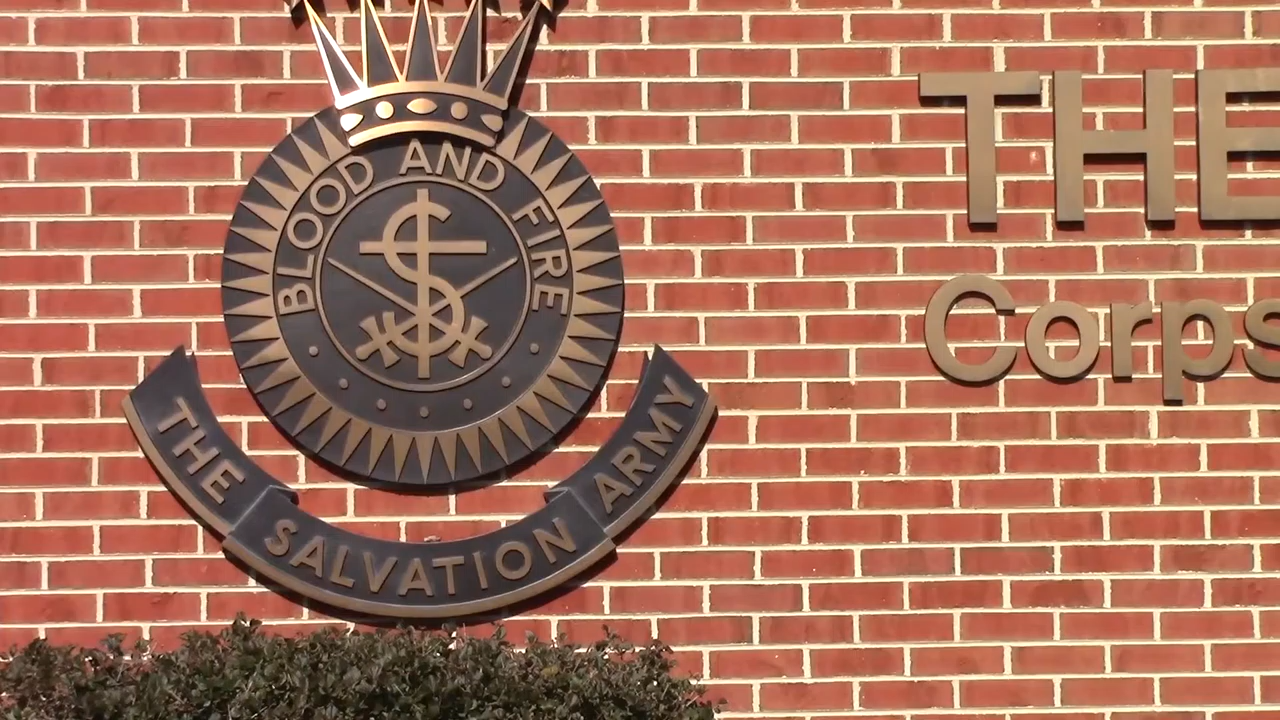 BLOOD AND FIRE
THE SALVATION ARMY
THE
Corps